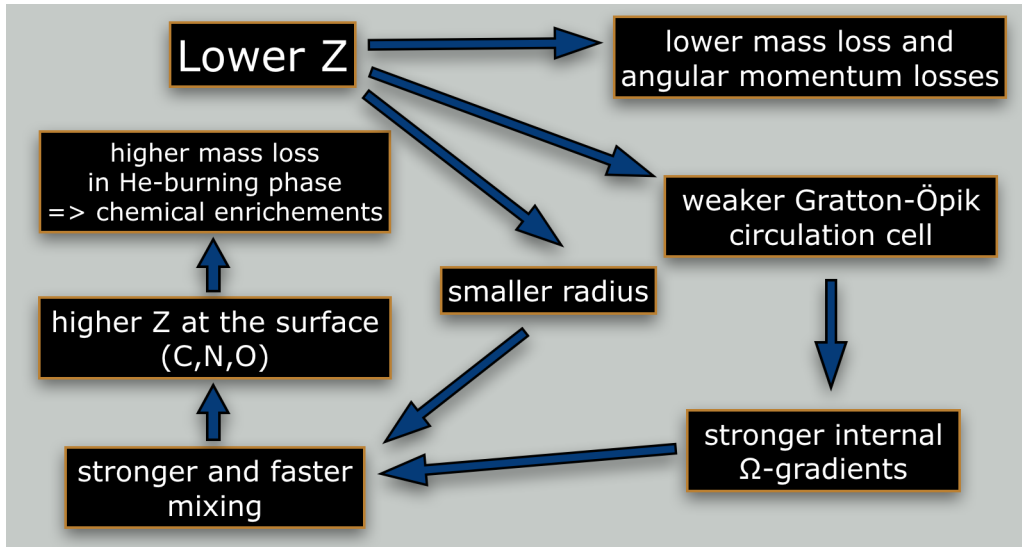 Lower Z
lower mass loss and
angular momentum losses
higher mass loss
in He-burning phase
=> chemical enrichements
weaker Gratton-Öpik
circulation cell
smaller radius
higher Z at the surface
(C,N,O)
stronger internal
Ω-gradients
stronger and faster
mixing